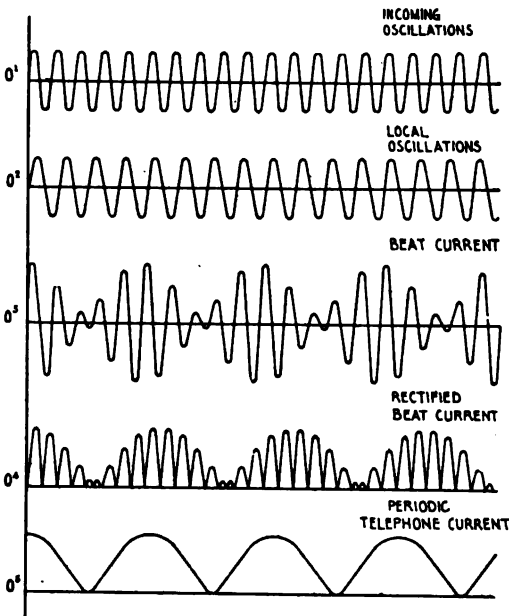 INCOMING
OSCILLATIONS
O¹
LOCAL
OSCILLATIONS
O²
BEAT CURRENT
O³
RECTIFIED
BEAT CURRENT
O⁴
PERIODIC
TELEPHONE CURRENT
O⁵